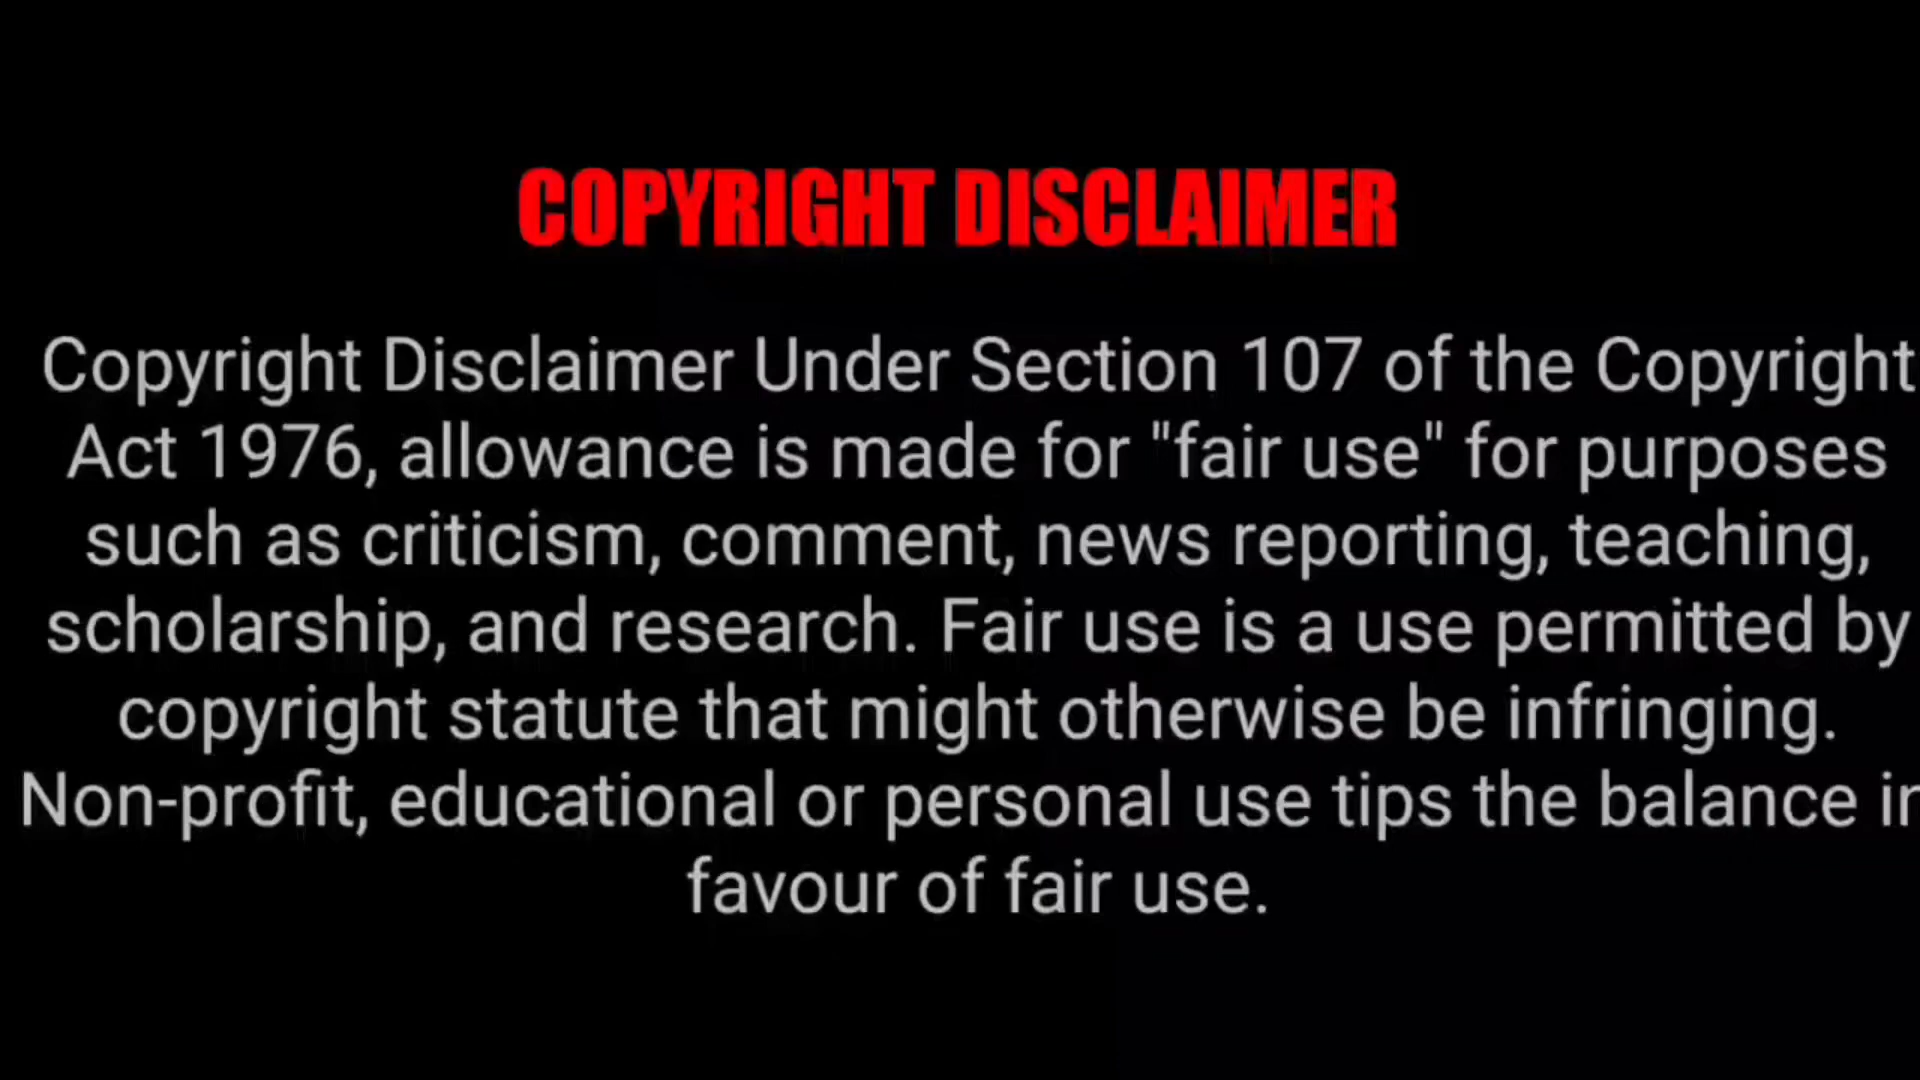 COPYRIGHT DISCLAIMER
Copyright Disclaimer Under Section 107 of the Copyright
Act 1976, allowance is made for "fair use" for purposes
such as criticism, comment, news reporting, teaching,
scholarship, and research. Fair use is a use permitted by
copyright statute that might otherwise be infringing.
Non-profit, educational or personal use tips the balance in
favour of fair use.